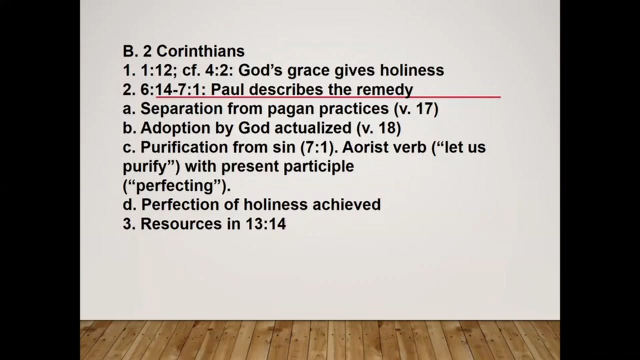 B. 2 Corinthians
1. 1:12; cf. 4:2: God's grace gives holiness
2. 6:14-7:1: Paul describes the remedy
a. Separation from pagan practices (v. 17)
b. Adoption by God actualized (v. 18)
c. Purification from sin (7:1). Aorist verb ("let us
purify") with present participle
("perfecting").
d. Perfection of holiness achieved
3. Resources in 13:14